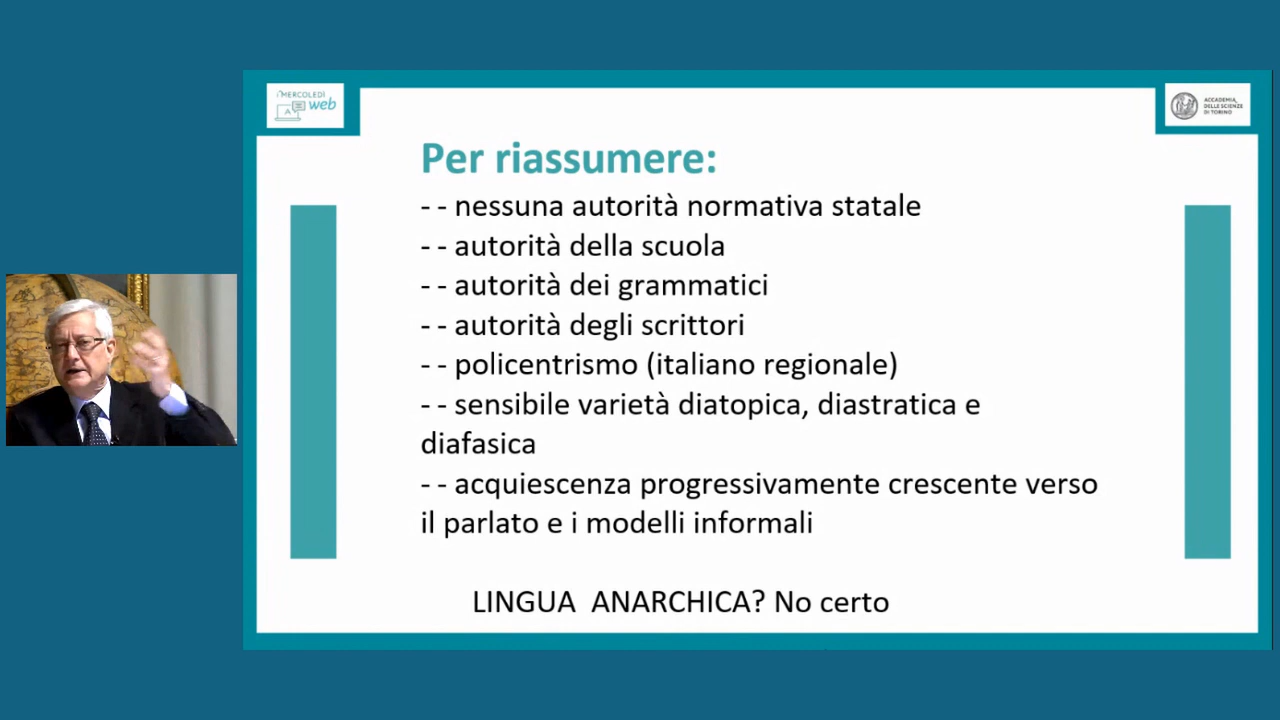 i MERCOLEDÌ
web
A
ACCADEMIA
DELLE SCIENZE
DI TORINO
Per riassumere:
- - nessuna autorità normativa statale
- - autorità della scuola
- - autorità dei grammatici
- - autorità degli scrittori
- - policentrismo (italiano regionale)
- - sensibile varietà diatopica, diastratica e
diafasica
- - acquiescenza progressivamente crescente verso
il parlato e i modelli informali
LINGUA ANARCHICA? No certo